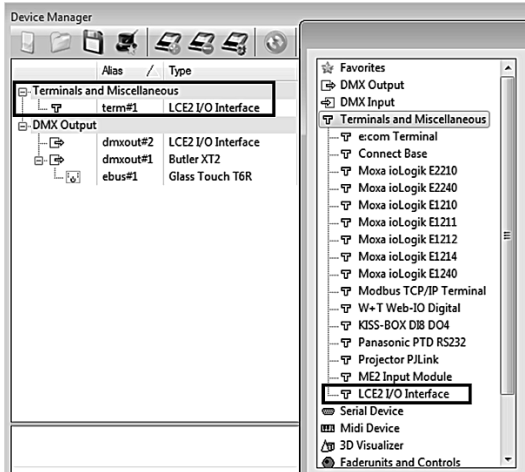 Device Manager
Alias / Type
Terminals and Miscellaneous
term#1 LCE2 I/O Interface
DMX Output
dmxout#2 LCE2 I/O Interface
dmxout#1 Butler XT2
ebus#1 Glass Touch T6R
Favorites
DMX Output
DMX Input
Terminals and Miscellaneous
e:com Terminal
Connect Base
Moxa ioLogik E2210
Moxa ioLogik E2240
Moxa ioLogik E1210
Moxa ioLogik E1211
Moxa ioLogik E1212
Moxa ioLogik E1214
Moxa ioLogik E1240
Modbus TCP/IP Terminal
W+T Web-IO Digital
KISS-BOX DI8 DO4
Panasonic PTD RS232
Projector PJLink
ME2 Input Module
LCE2 I/O Interface
Serial Device
Midi Device
3D Visualizer
Faderunits and Controls